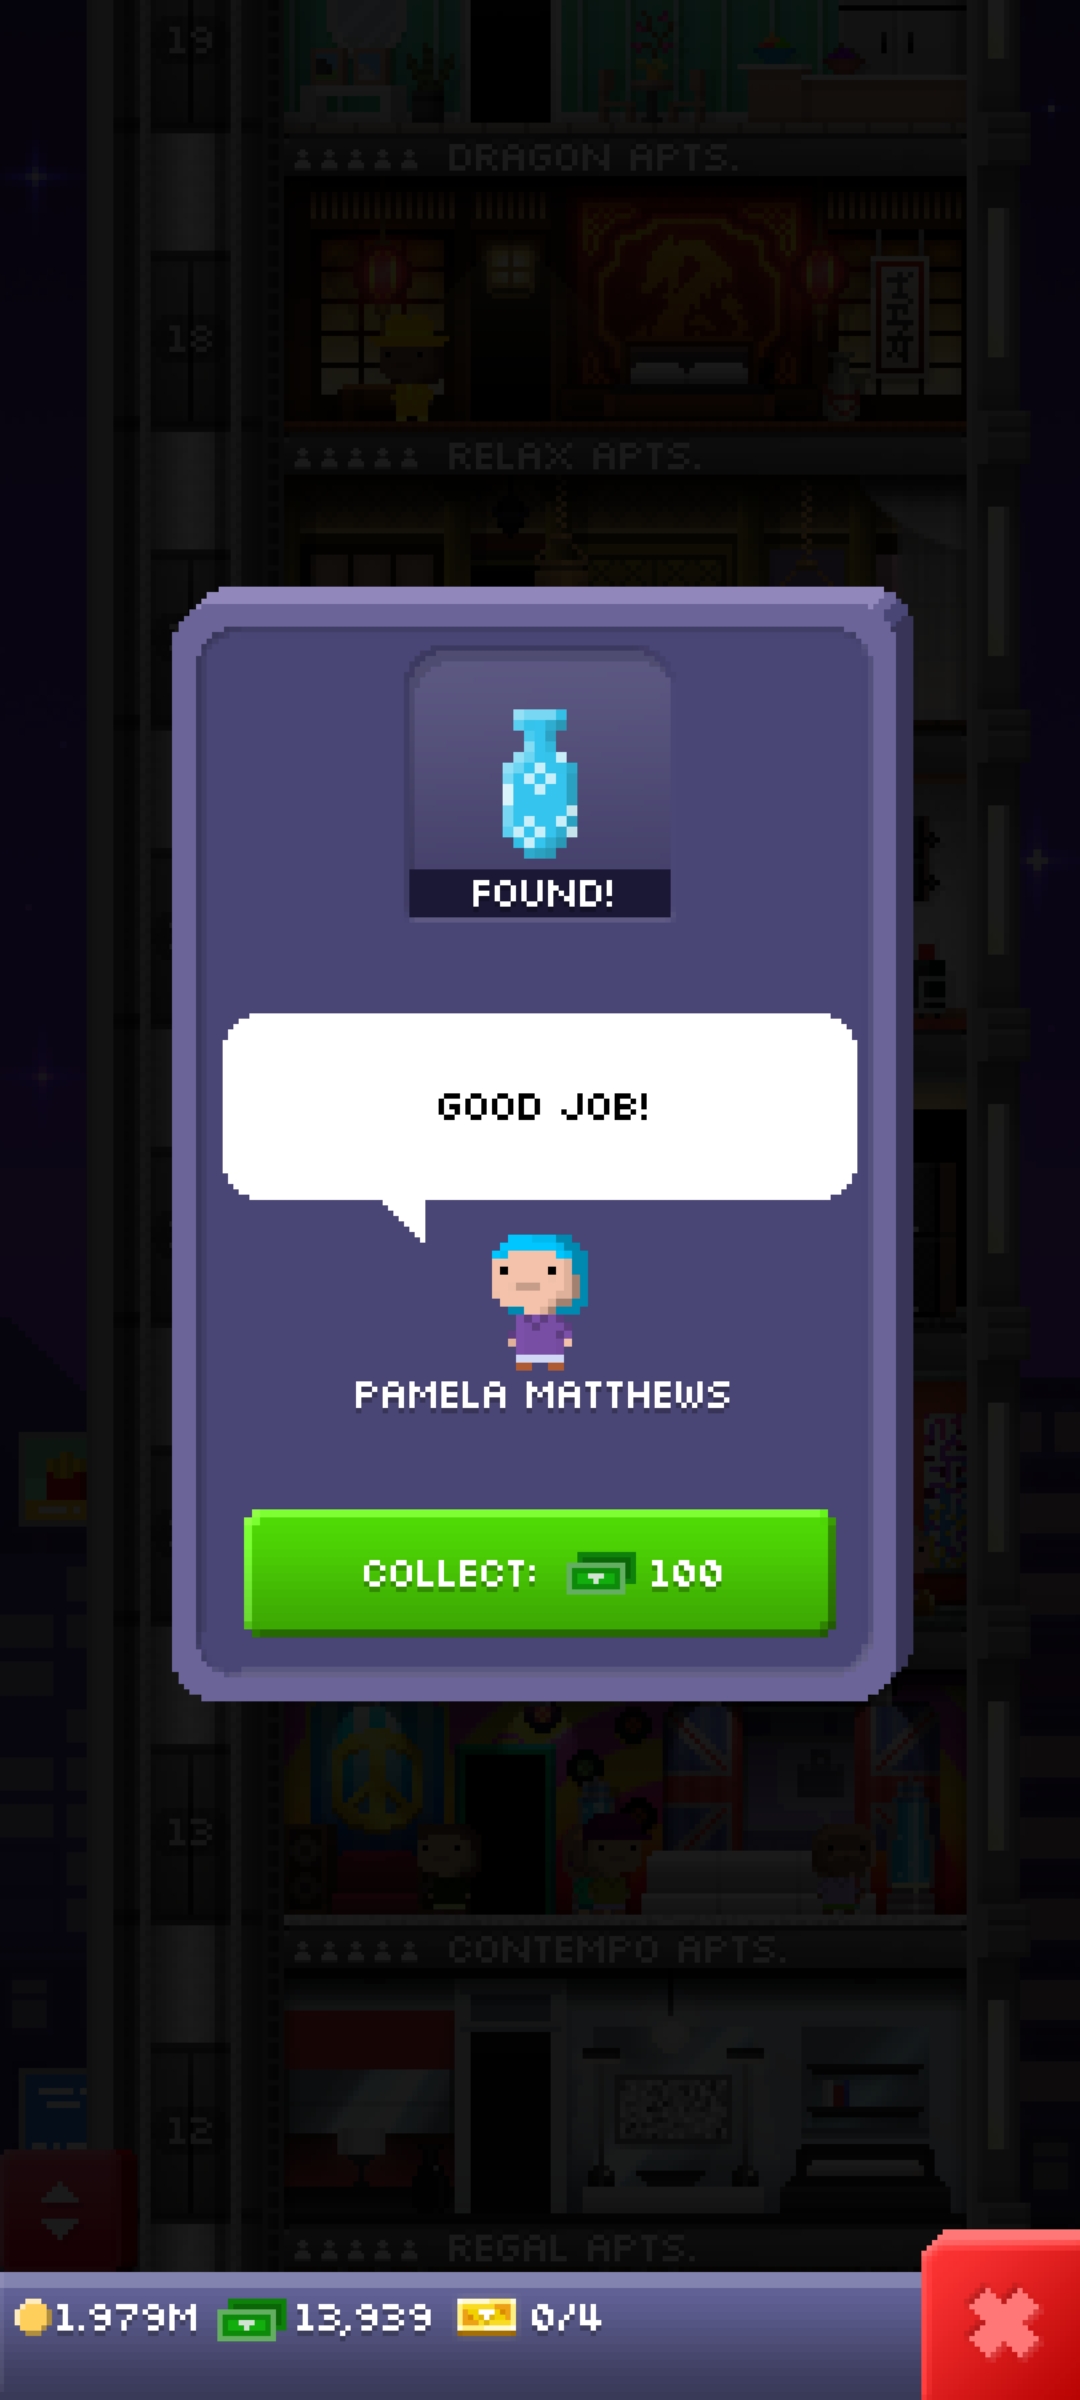 19
DRAGON APTS.
18
RELAX APTS.
FOUND!
GOOD JOB!
PAMELA MATTHEWS
COLLECT: 100
13
CONTEMPO APTS.
12
REGAL APTS.
1.979M 13,939 0/4